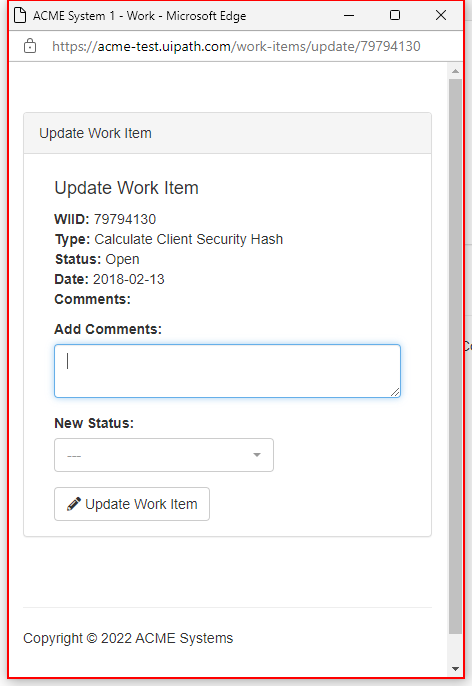 ACME System 1 - Work - Microsoft Edge
https://acme-test.uipath.com/work-items/update/79794130
Update Work Item
Update Work Item
WIID: 79794130
Type: Calculate Client Security Hash
Status: Open
Date: 2018-02-13
Comments:
Add Comments:
New Status:
---
Update Work Item
Copyright © 2022 ACME Systems